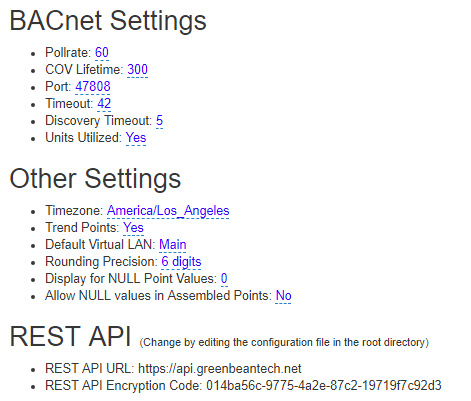 BACnet Settings
Pollrate: 60
COV Lifetime: 300
Port: 47808
Timeout: 42
Discovery Timeout: 5
Units Utilized: Yes
Other Settings
Timezone: America/Los_Angeles
Trend Points: Yes
Default Virtual LAN: Main
Rounding Precision: 6 digits
Display for NULL Point Values: 0
Allow NULL values in Assembled Points: No
REST API (Change by editing the configuration file in the root directory)
REST API URL: https://api.greenbeantech.net
REST API Encryption Code: 014ba56c-9775-4a2e-87c2-19719f7c92d3